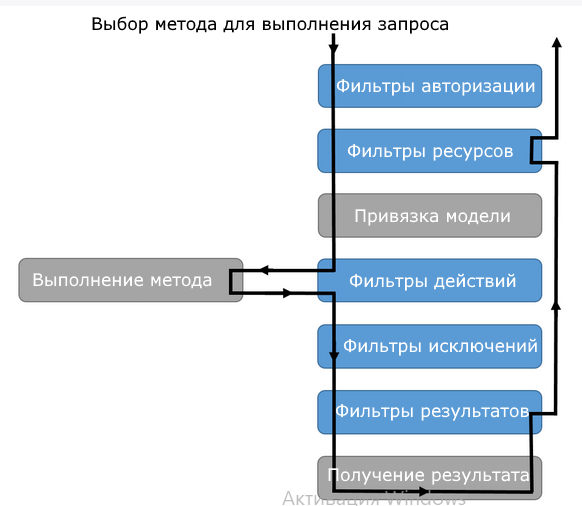 Выбор метода для выполнения запроса
Фильтры авторизации
Фильтры ресурсов
Привязка модели
Выполнение метода
Фильтры действий
Фильтры исключений
Фильтры результатов
Получение результата
Активация Windows